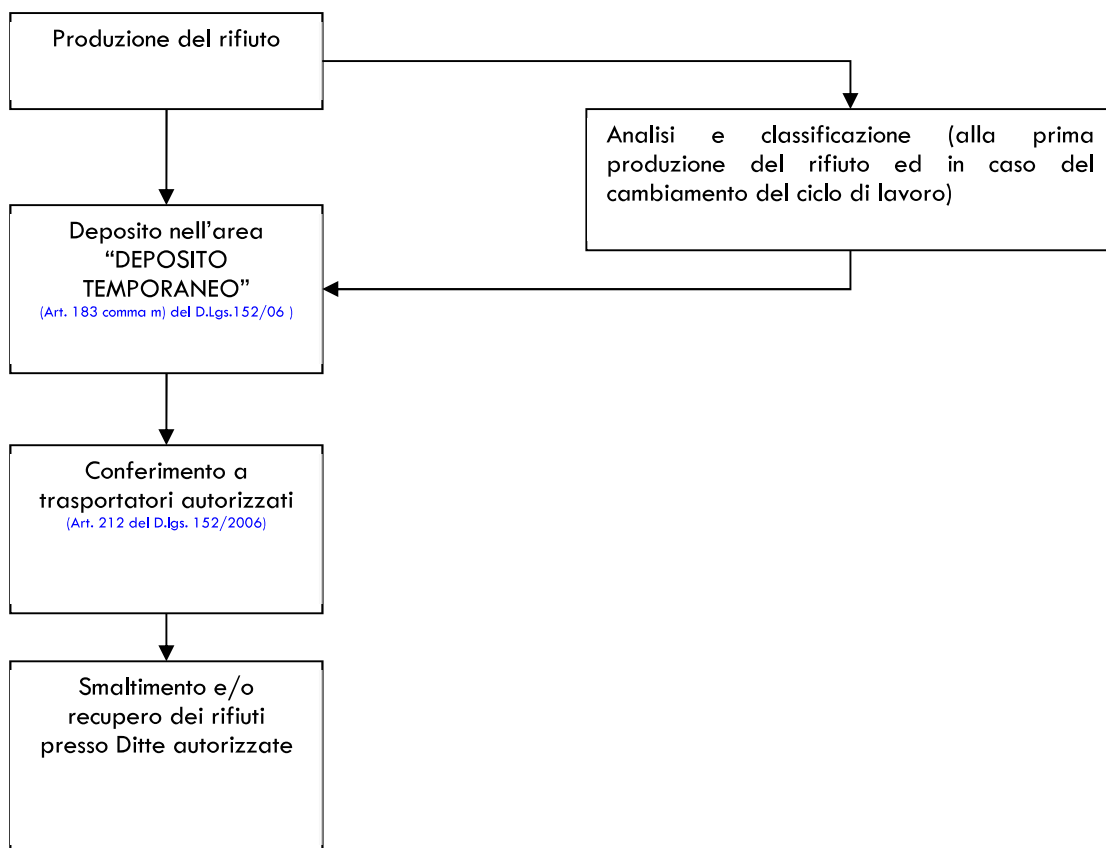 Produzione del rifiuto
Analisi e classificazione (alla prima
produzione del rifiuto ed in caso del
cambiamento del ciclo di lavoro)
Deposito nell’area
“DEPOSITO
TEMPORANEO”
(Art. 183 comma m) del D.Lgs.152/06 )
Conferimento a
trasportatori autorizzati
(Art. 212 del D.lgs. 152/2006)
Smaltimento e/o
recupero dei rifiuti
presso Ditte autorizzate